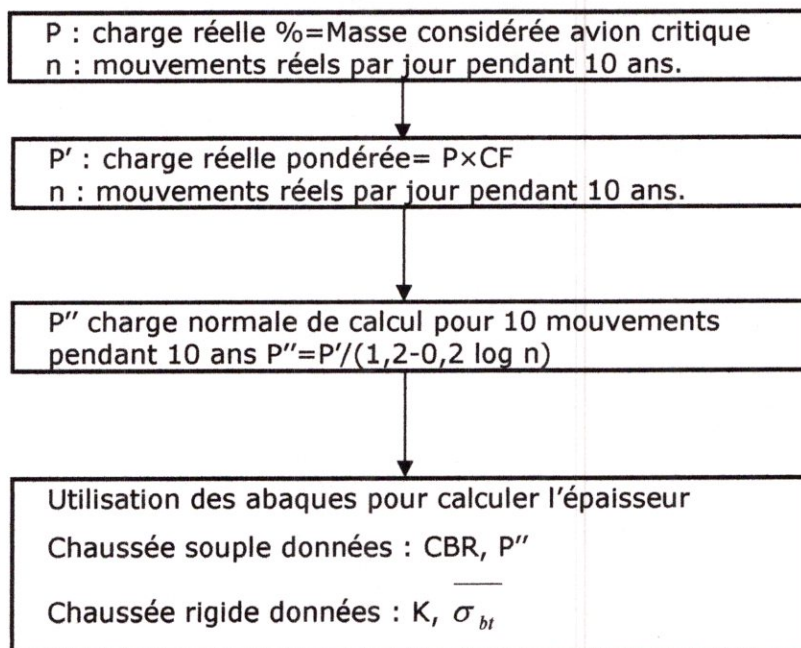 P : charge réelle %=Masse considérée avion critique
n : mouvements réels par jour pendant 10 ans.
P' : charge réelle pondérée= P×CF
n : mouvements réels par jour pendant 10 ans.
P'' charge normale de calcul pour 10 mouvements
pendant 10 ans P''=P'/(1,2-0,2 log n)
Utilisation des abaques pour calculer l'épaisseur
Chaussée souple données : CBR, P''
Chaussée rigide données : K, $\overline{\sigma_{bt}}$